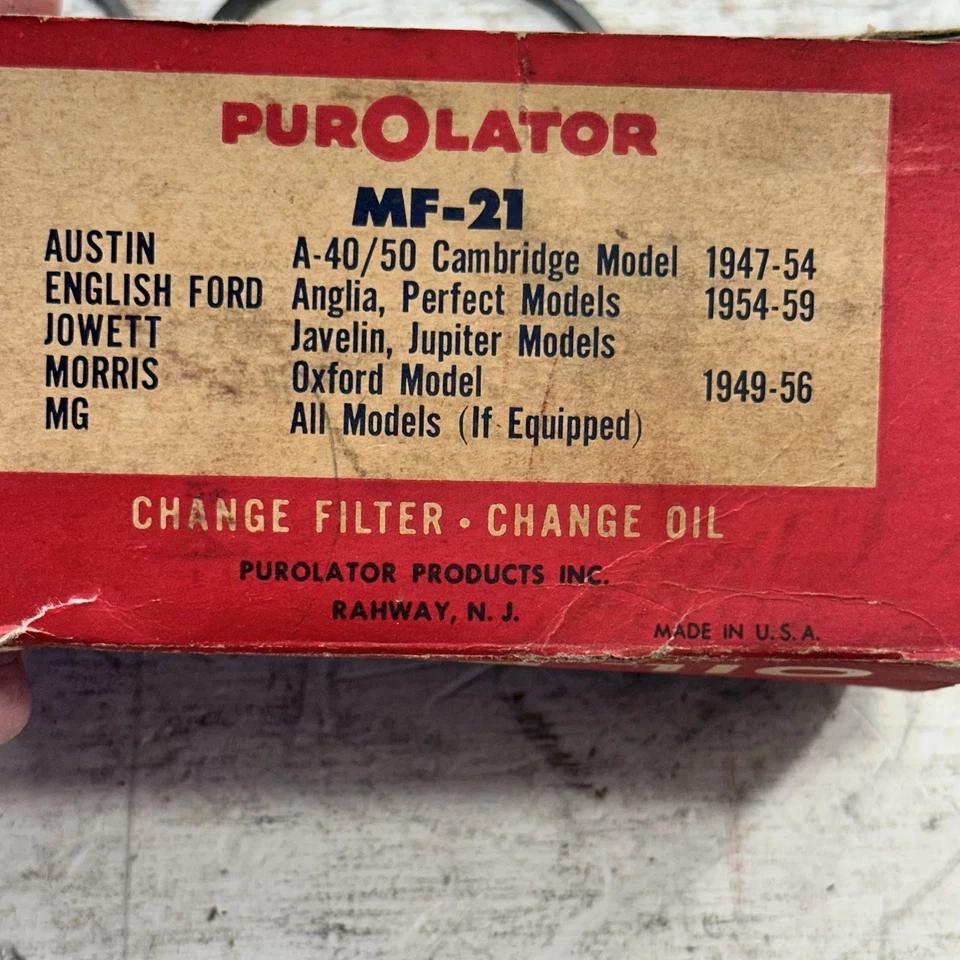 PUROLATOR
MF-21
AUSTIN A-40/50 Cambridge Model 1947-54
ENGLISH FORD Anglia, Perfect Models 1954-59
JOWETT Javelin, Jupiter Models
MORRIS Oxford Model 1949-56
MG All Models (If Equipped)
CHANGE FILTER • CHANGE OIL
PUROLATOR PRODUCTS INC.
RAHWAY, N. J.
MADE IN U. S. A.